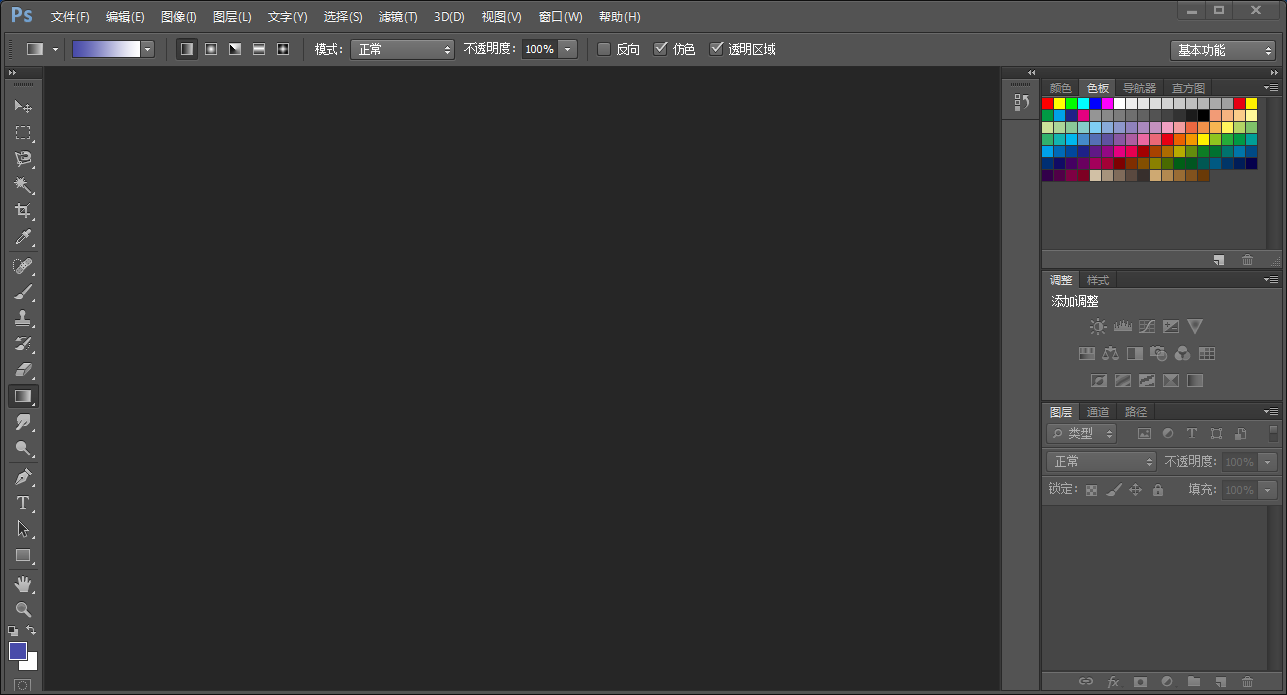 Ps 文件(F) 编辑(E) 图像(I) 图层(L) 文字(Y) 选择(S) 滤镜(T) 3D(D) 视图(V) 窗口(W) 帮助(H)
模式: 正常 不透明度: 100% 反向 仿色 透明区域 基本功能
颜色 色板 导航器 直方图
调整 样式
添加调整
图层 通道 路径
类型 T
正常 不透明度: 100%
锁定: 填充: 100%
T
fx